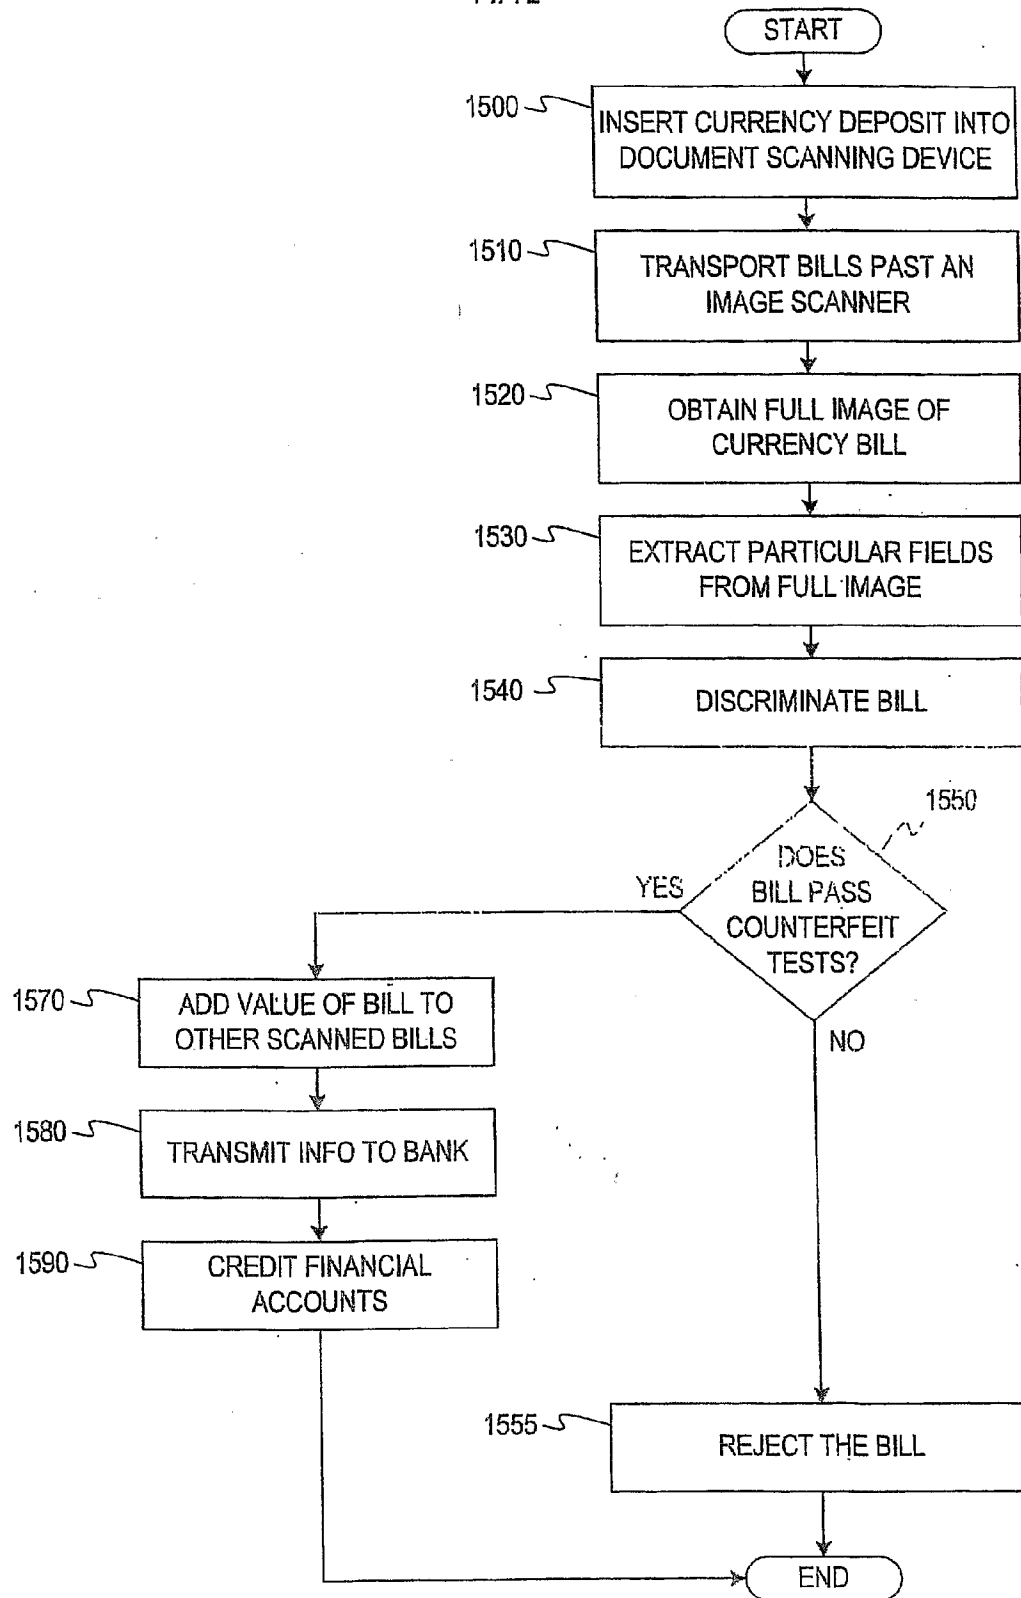 START
1500
INSERT CURRENCY DEPOSIT INTO
DOCUMENT SCANNING DEVICE
1510
TRANSPORT BILLS PAST AN
IMAGE SCANNER
1520
OBTAIN FULL IMAGE OF
CURRENCY BILL
1530
EXTRACT PARTICULAR FIELDS
FROM FULL IMAGE
1540
DISCRIMINATE BILL
1550
DOES
BILL PASS
COUNTERFEIT
TESTS?
YES
NO
1570
ADD VALUE OF BILL TO
OTHER SCANNED BILLS
1580
TRANSMIT INFO TO BANK
1590
CREDIT FINANCIAL
ACCOUNTS
1555
REJECT THE BILL
END